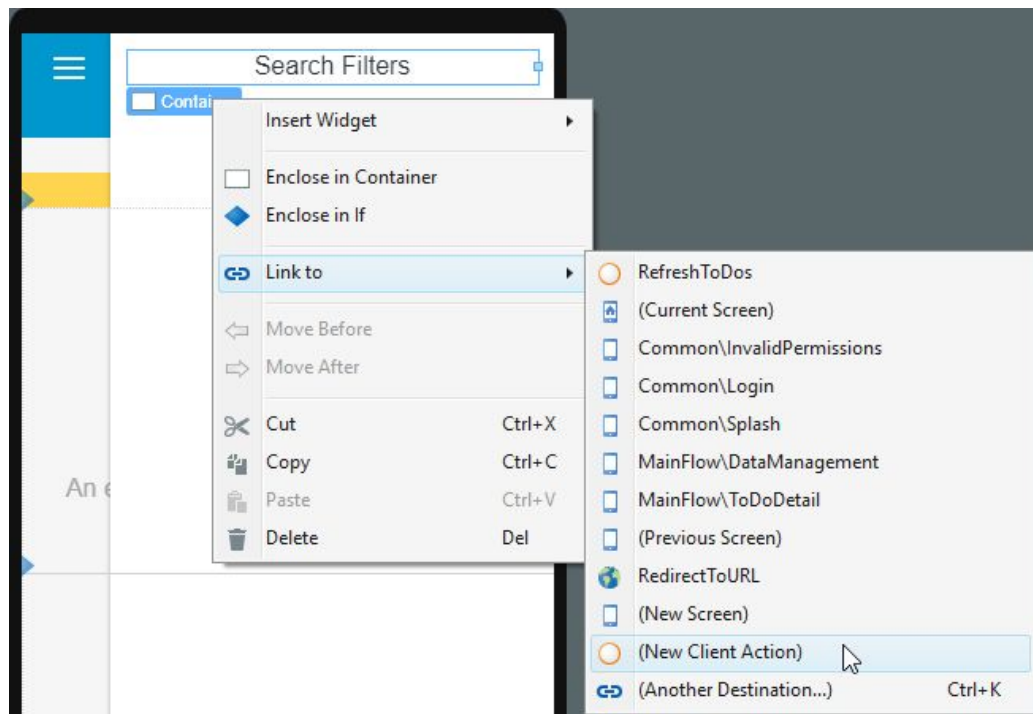 Search Filters
Contai
Insert Widget
Enclose in Container
Enclose in If
Link to
Move Before
Move After
Cut Ctrl+X
Copy Ctrl+C
Paste Ctrl+V
Delete Del
An e
RefreshToDos
(Current Screen)
Common\InvalidPermissions
Common\Login
Common\Splash
MainFlow\DataManagement
MainFlow\ToDoDetail
(Previous Screen)
RedirectToURL
(New Screen)
(New Client Action)
(Another Destination...) Ctrl+K